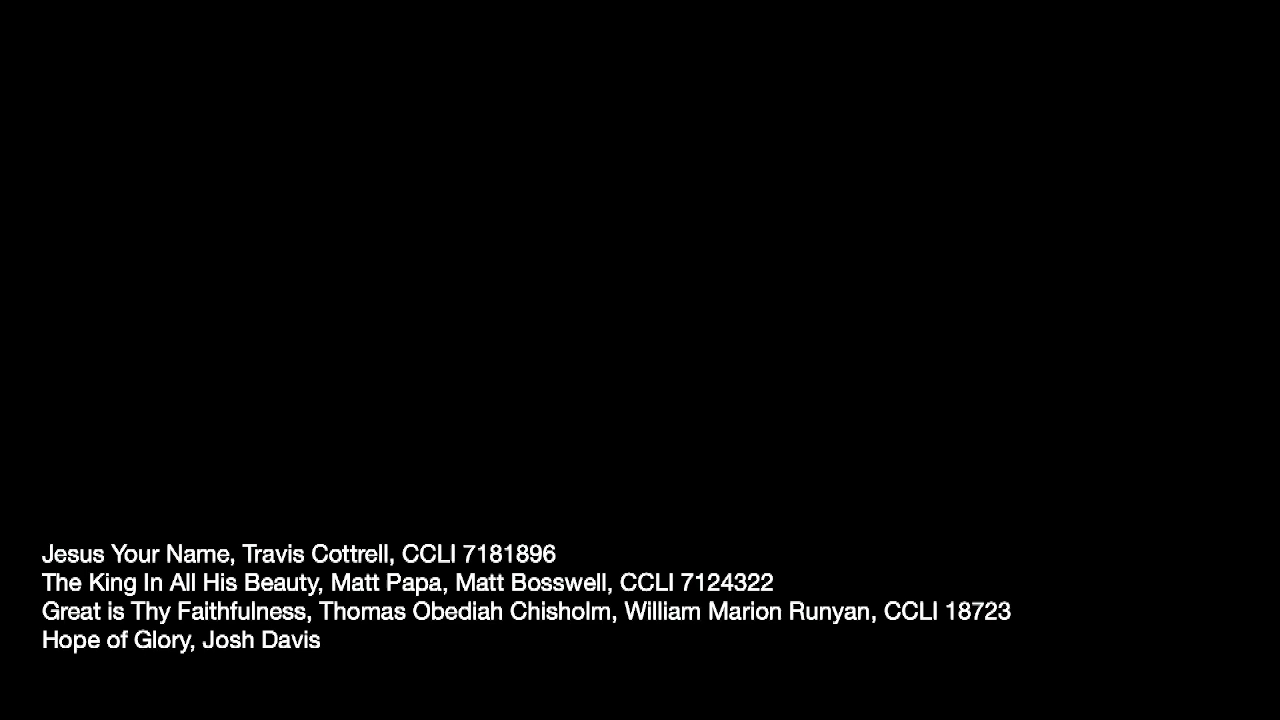 Jesus Your Name, Travis Cottrell, CCLI 7181896
The King In All His Beauty, Matt Papa, Matt Bosswell, CCLI 7124322
Great is Thy Faithfulness, Thomas Obediah Chisholm, William Marion Runyan, CCLI 18723
Hope of Glory, Josh Davis